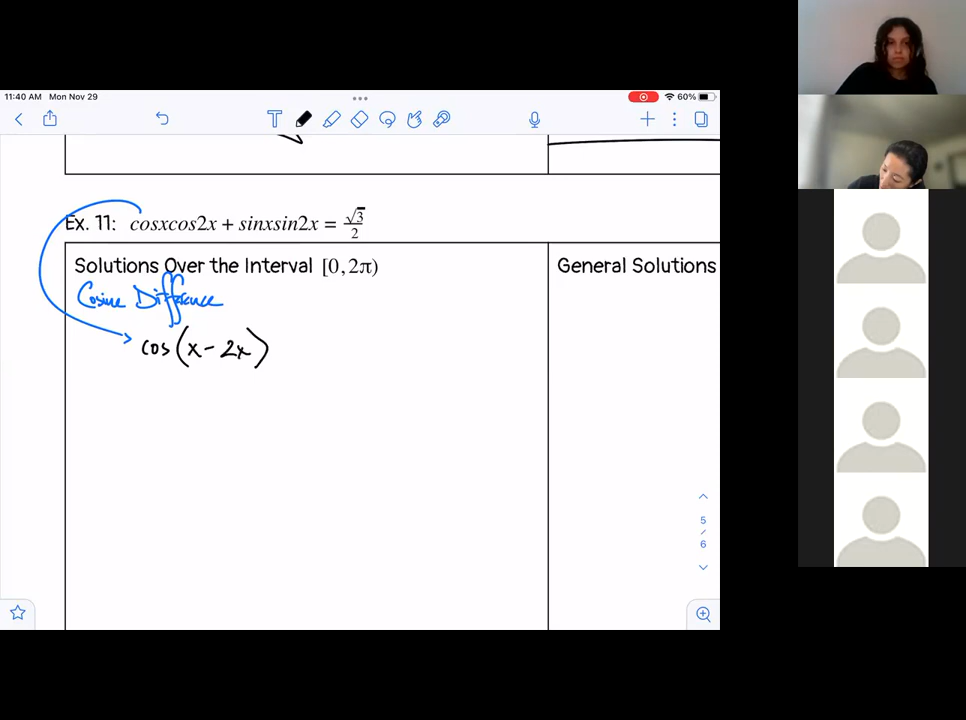 11:40 AM Mon Nov 29
60%
Ex. 11: cosxcos2x + sinxsin2x = √3/2
Solutions Over the Interval [0, 2π)
General Solutions
Cosine Difference
cos(x - 2x)
5
/
6